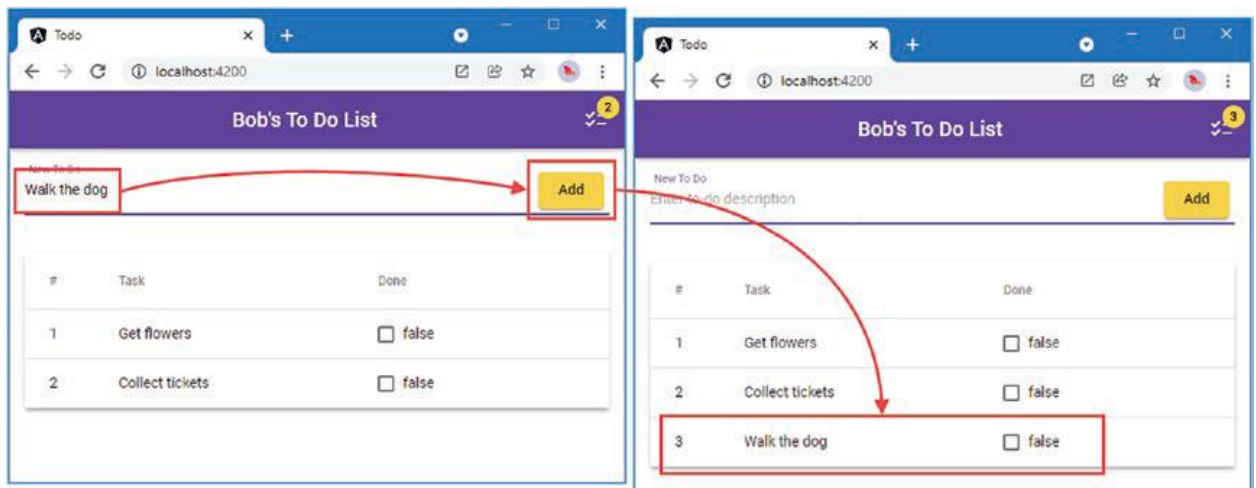 Todo
localhost:4200
Bob's To Do List
2
New To Do
Walk the dog
Add
# Task Done
1 Get flowers false
2 Collect tickets false
Todo
localhost:4200
Bob's To Do List
3
New To Do
Enter to-do description
Add
# Task Done
1 Get flowers false
2 Collect tickets false
3 Walk the dog false